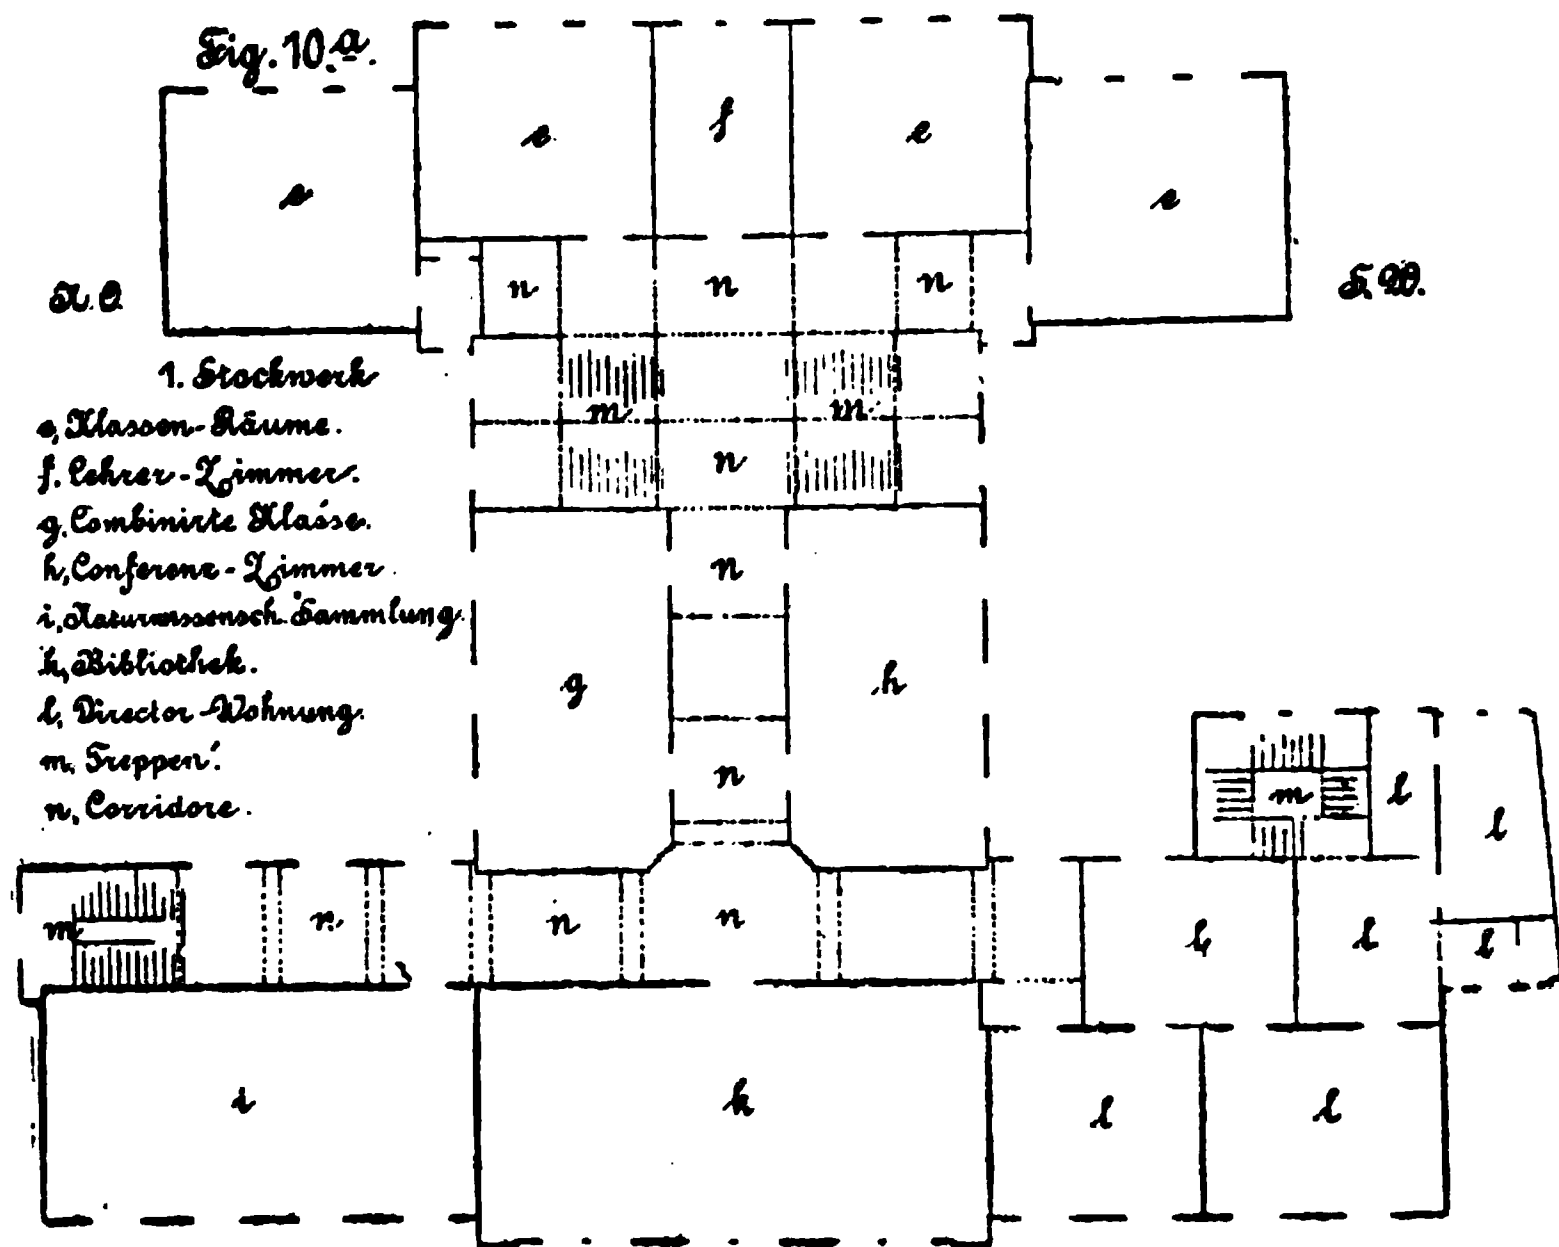 Fig. 10.a.
e f e
e e
n n n
N.O. S.W.
1. Stockwerk
e, Klassen-Räume.
f. Lehrer-Zimmer.
g. Combinirte Klasse.
h, Conferenz-Zimmer.
i, Naturwissensch. Sammlung.
k, Bibliothek.
l, Director-Wohnung.
m, Treppen.
n, Corridore.
m m
n
n
g h
n
m l l
m n n n l l l
i k l l